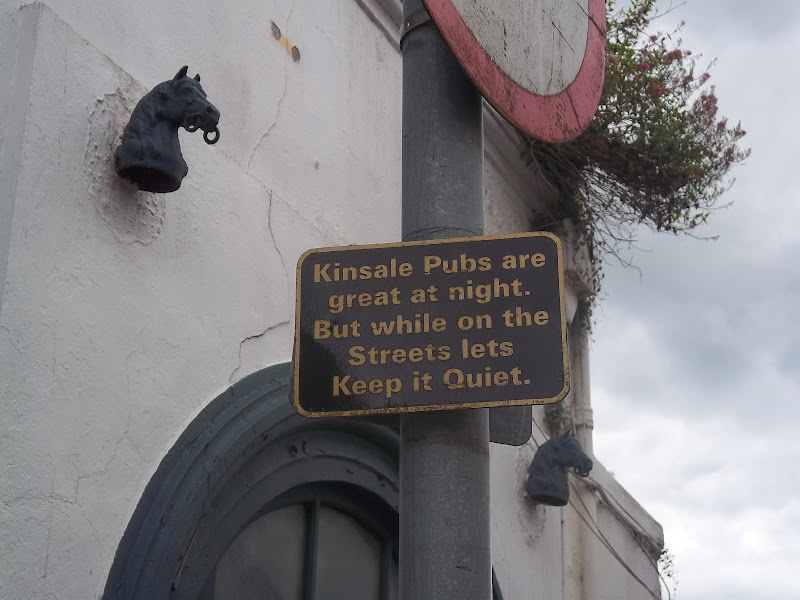 Kinsale Pubs are
great at night.
But while on the
Streets lets
Keep it Quiet.